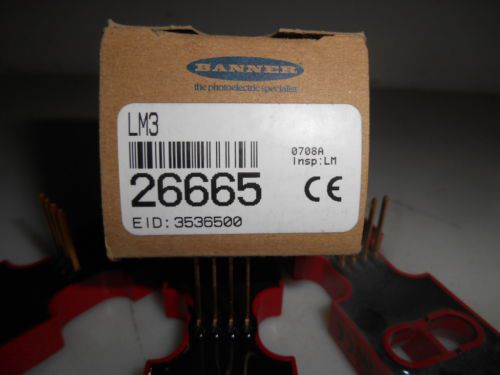 BANNER
the photoelectric specialist
LM3
0708A
Insp:LM
26665
CE
EID: 3536500